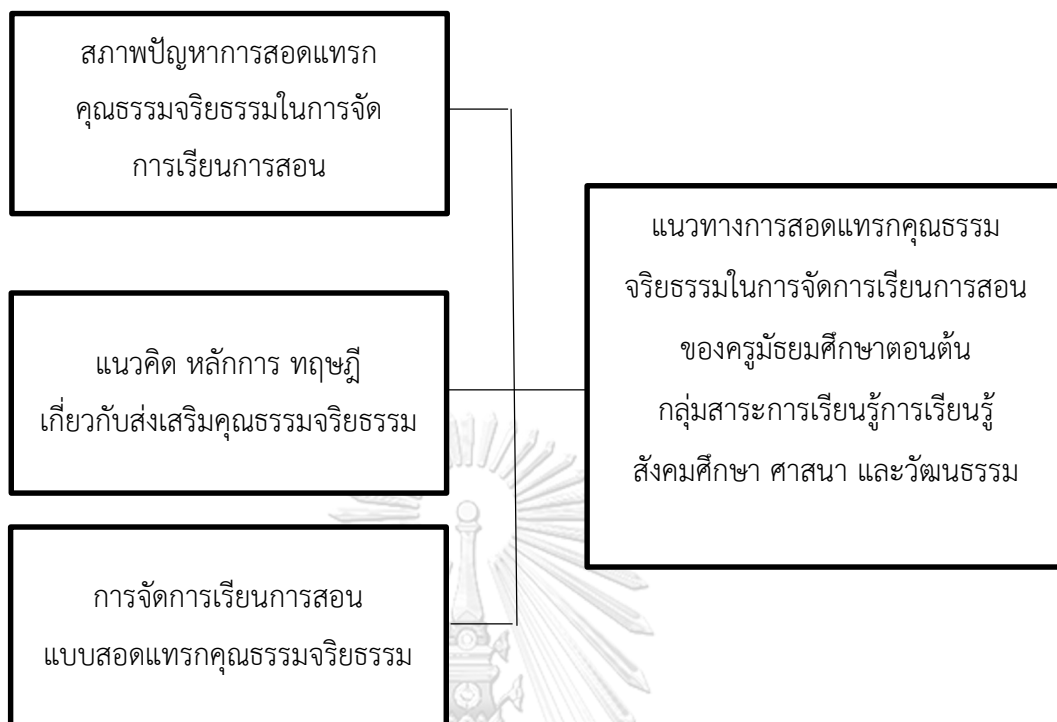 สภาพปัญหาการสอดแทรก
คุณธรรมจริยธรรมในการจัด
การเรียนการสอน
แนวคิด หลักการ ทฤษฎี
เกี่ยวกับส่งเสริมคุณธรรมจริยธรรม
การจัดการเรียนการสอน
แบบสอดแทรกคุณธรรมจริยธรรม
แนวทางการสอดแทรกคุณธรรม
จริยธรรมในการจัดการเรียนการสอน
ของครูมัธยมศึกษาตอนต้น
กลุ่มสาระการเรียนรู้การเรียนรู้
สังคมศึกษา ศาสนา และวัฒนธรรม